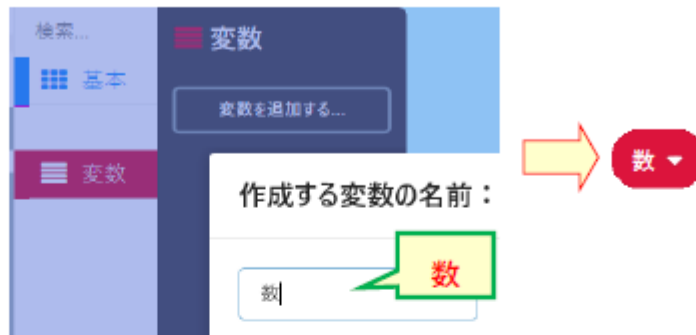 検索...
基本
変数
変数
変数を追加する...
作成する変数の名前：
数
数
数